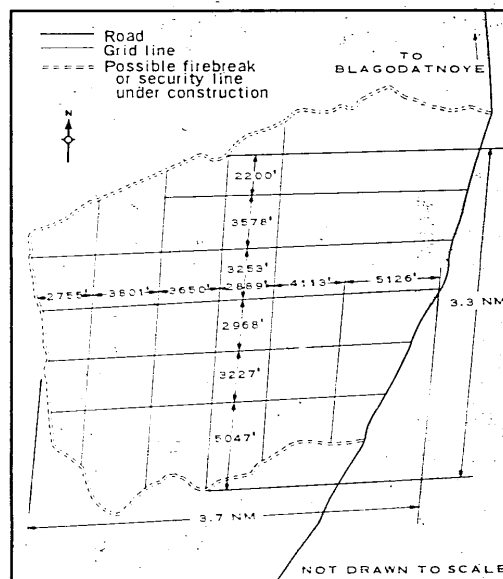 Road
Grid line
Possible firebreak
or security line
under construction
TO
BLAGODATNOYE
N
2200'
3578'
3253'
2755' 3801' 3650' 2889' 4113' 5126'
2968'
3.3 NM
3227'
5047'
3.7 NM
NOT DRAWN TO SCALE